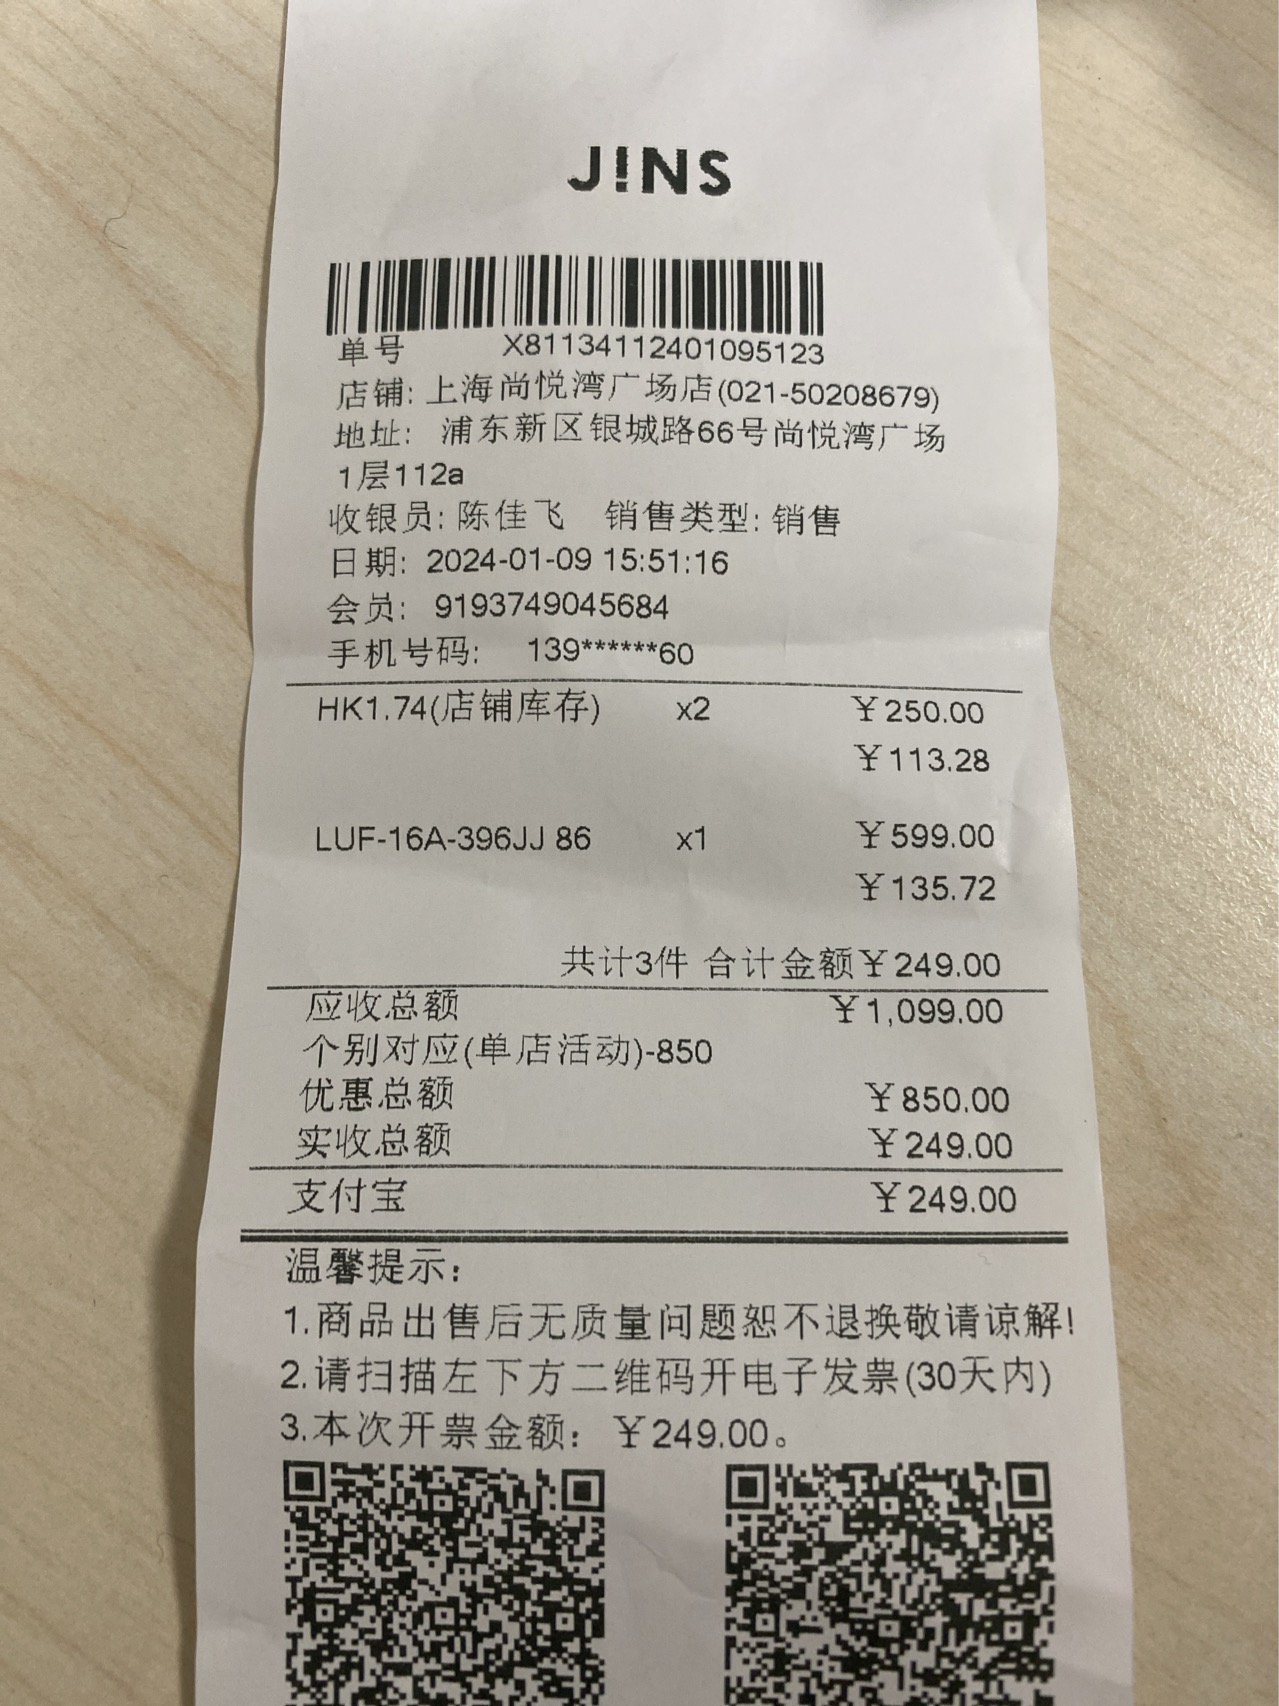 J!NS
单号 X81134112401095123
店铺: 上海尚悦湾广场店(021-50208679)
地址: 浦东新区银城路66号尚悦湾广场
1层112a
收银员: 陈佳飞 销售类型: 销售
日期: 2024-01-09 15:51:16
会员: 9193749045684
手机号码: 139******60
HK1.74(店铺库存) x2 ¥250.00
¥113.28
LUF-16A-396JJ 86 x1 ¥599.00
¥135.72
共计3件 合计金额¥249.00
应收总额 ¥1,099.00
个别对应(单店活动)-850
优惠总额 ¥850.00
实收总额 ¥249.00
支付宝 ¥249.00
温馨提示:
1.商品出售后无质量问题恕不退换敬请谅解!
2.请扫描左下方二维码开电子发票(30天内)
3.本次开票金额: ¥249.00。